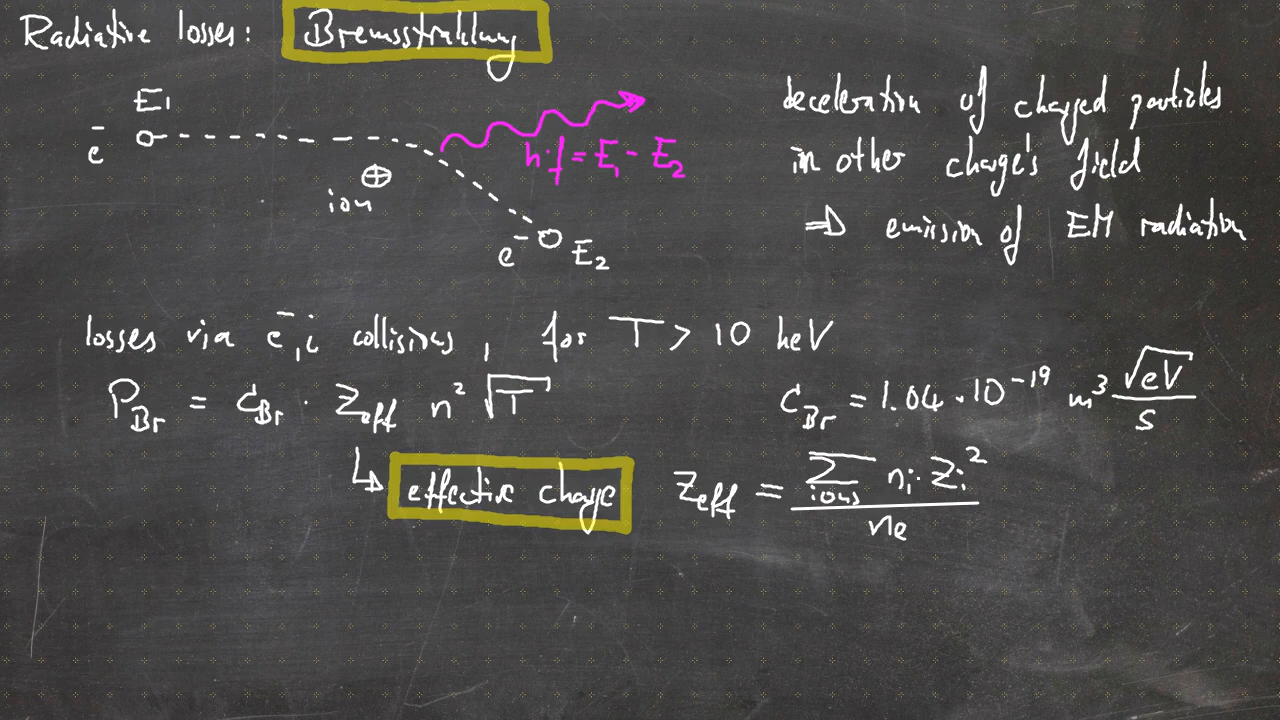 Radiative losses: Bremsstrahlung
E₁
e⁻
ion
h·f = E₁ - E₂
e⁻ E₂
deceleration of charged particles
in other charge's field
⇒ emission of EM radiation
losses via e⁻,i collisions, for T > 10 keV
P_Br = C_Br · Z_eff n² √T
C_Br = 1.04 · 10⁻¹⁹ m³ √eV / s
↳ effective charge Z_eff = Σ_ions n_i · Z_i² / n_e